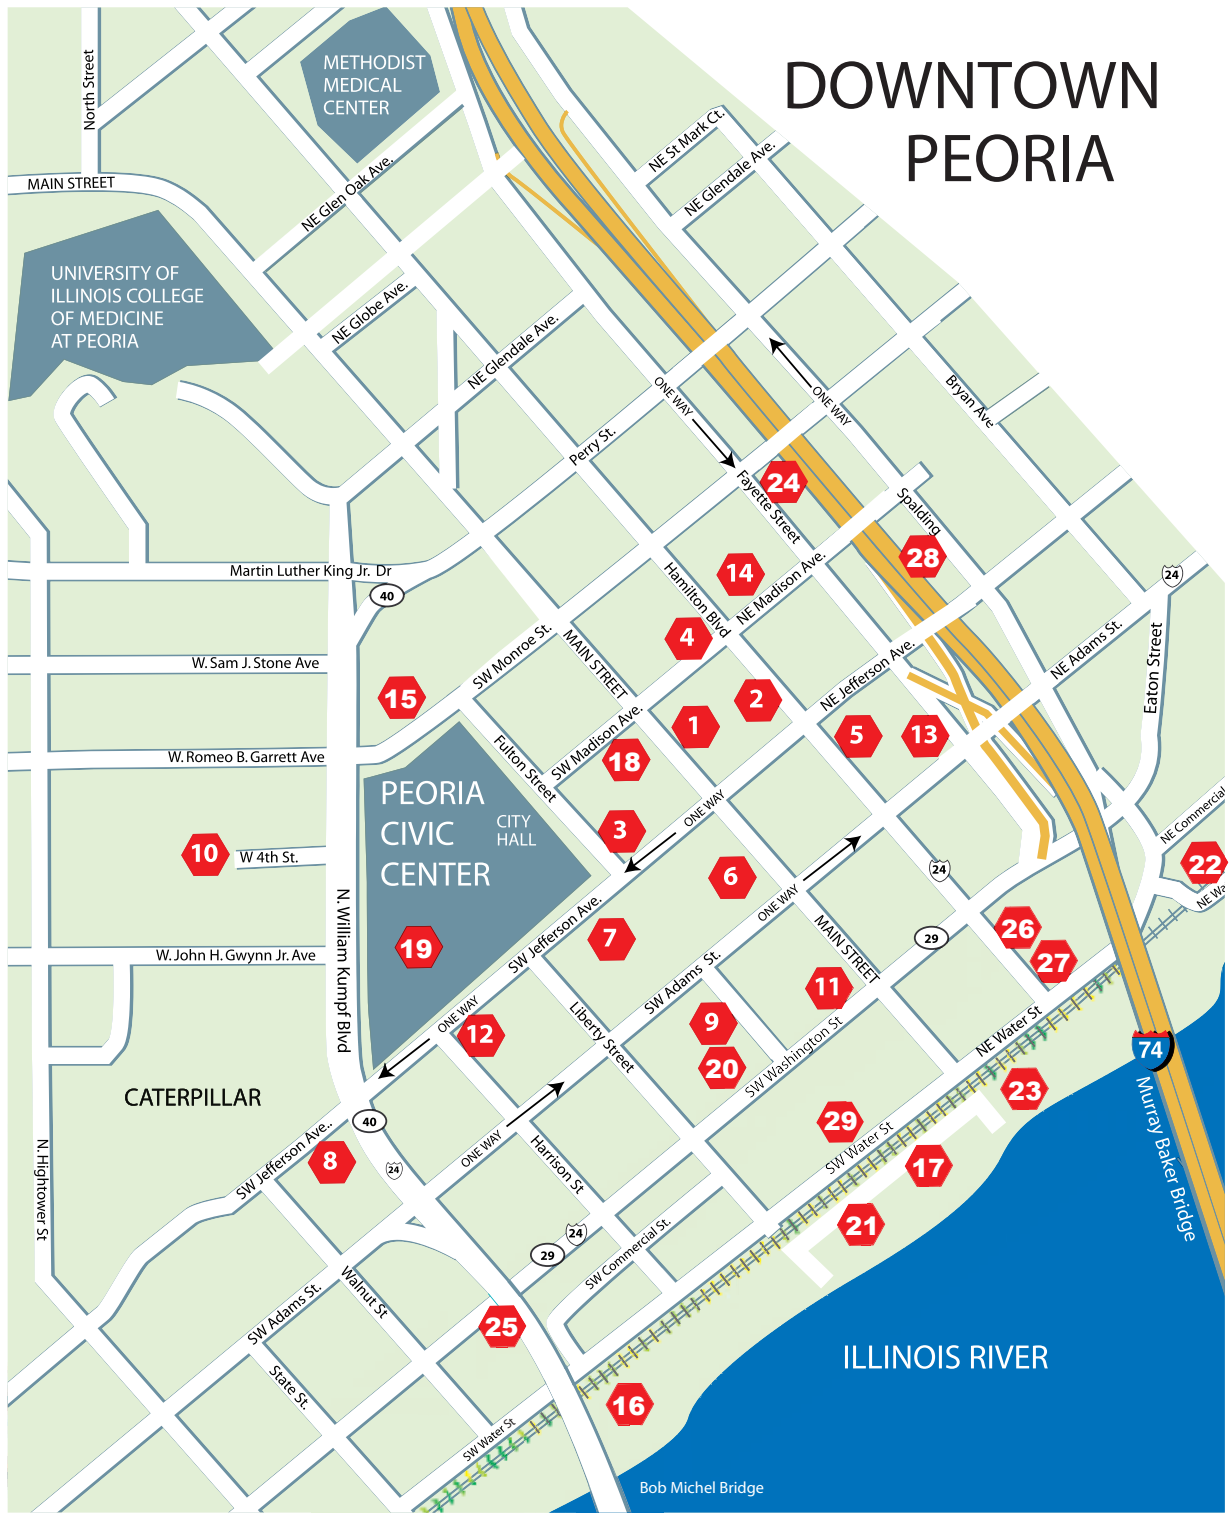 DOWNTOWN
PEORIA
North Street
METHODIST
MEDICAL
CENTER
MAIN STREET
NE Glen Oak Ave.
NE St Mark Ct.
NE Glendale Ave.
UNIVERSITY OF
ILLINOIS COLLEGE
OF MEDICINE
AT PEORIA
NE Globe Ave.
NE Glendale Ave.
ONE WAY
ONE WAY
Bryan Ave
Perry St.
Fayette Street
24
Spalding
28
Martin Luther King Jr. Dr
40
14
Hamilton Blvd
NE Madison Ave.
24
4
W. Sam J. Stone Ave
SW Monroe St.
MAIN STREET
NE Jefferson Ave.
NE Adams St.
Eaton Street
15
2
1
5
13
SW Madison Ave.
18
Fulton Street
W. Romeo B. Garrett Ave
PEORIA
CIVIC
CENTER
CITY
HALL
3
ONE WAY
NE Commercial
10
W 4th St.
6
24
22
NE Wa
ONE WAY
N. William Kumpf Blvd
19
SW Jefferson Ave.
7
MAIN STREET
29
26
27
W. John H. Gwynn Jr. Ave
SW Adams St.
11
ONE WAY
12
Liberty Street
9
20
SW Washington St
NE Water St
74
CATERPILLAR
23
40
29
SW Water St
17
Murray Baker Bridge
N. Hightower St
SW Jefferson Ave..
8
24
ONE WAY
Harrison St
21
29
24
SW Commercial St.
Walnut St
SW Adams St.
25
State St.
ILLINOIS RIVER
16
SW Water St
Bob Michel Bridge